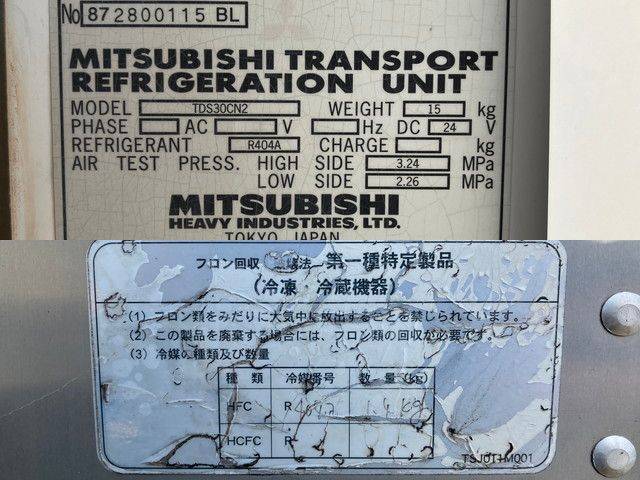 No 872800115 BL
MITSUBISHI TRANSPORT
REFRIGERATION UNIT
MODEL TDS30CN2 WEIGHT 15 kg
PHASE AC V Hz DC 24 V
REFRIGERANT R404A CHARGE kg
AIR TEST PRESS. HIGH SIDE 3.24 MPa
LOW SIDE 2.26 MPa
MITSUBISHI
HEAVY INDUSTRIES, LTD.
TOKYO JAPAN
フロン回収 法 第一種特定製品
(冷凍・冷蔵機器)
(1) フロン類をみだりに大気中に放出することを禁じられています。
(2) この製品を廃棄する場合には、フロン類の回収が必要です。
(3) 冷媒の種類及び数量
種類 冷媒番号 数量(kg)
HFC R
HCFC R
TSJ011M001